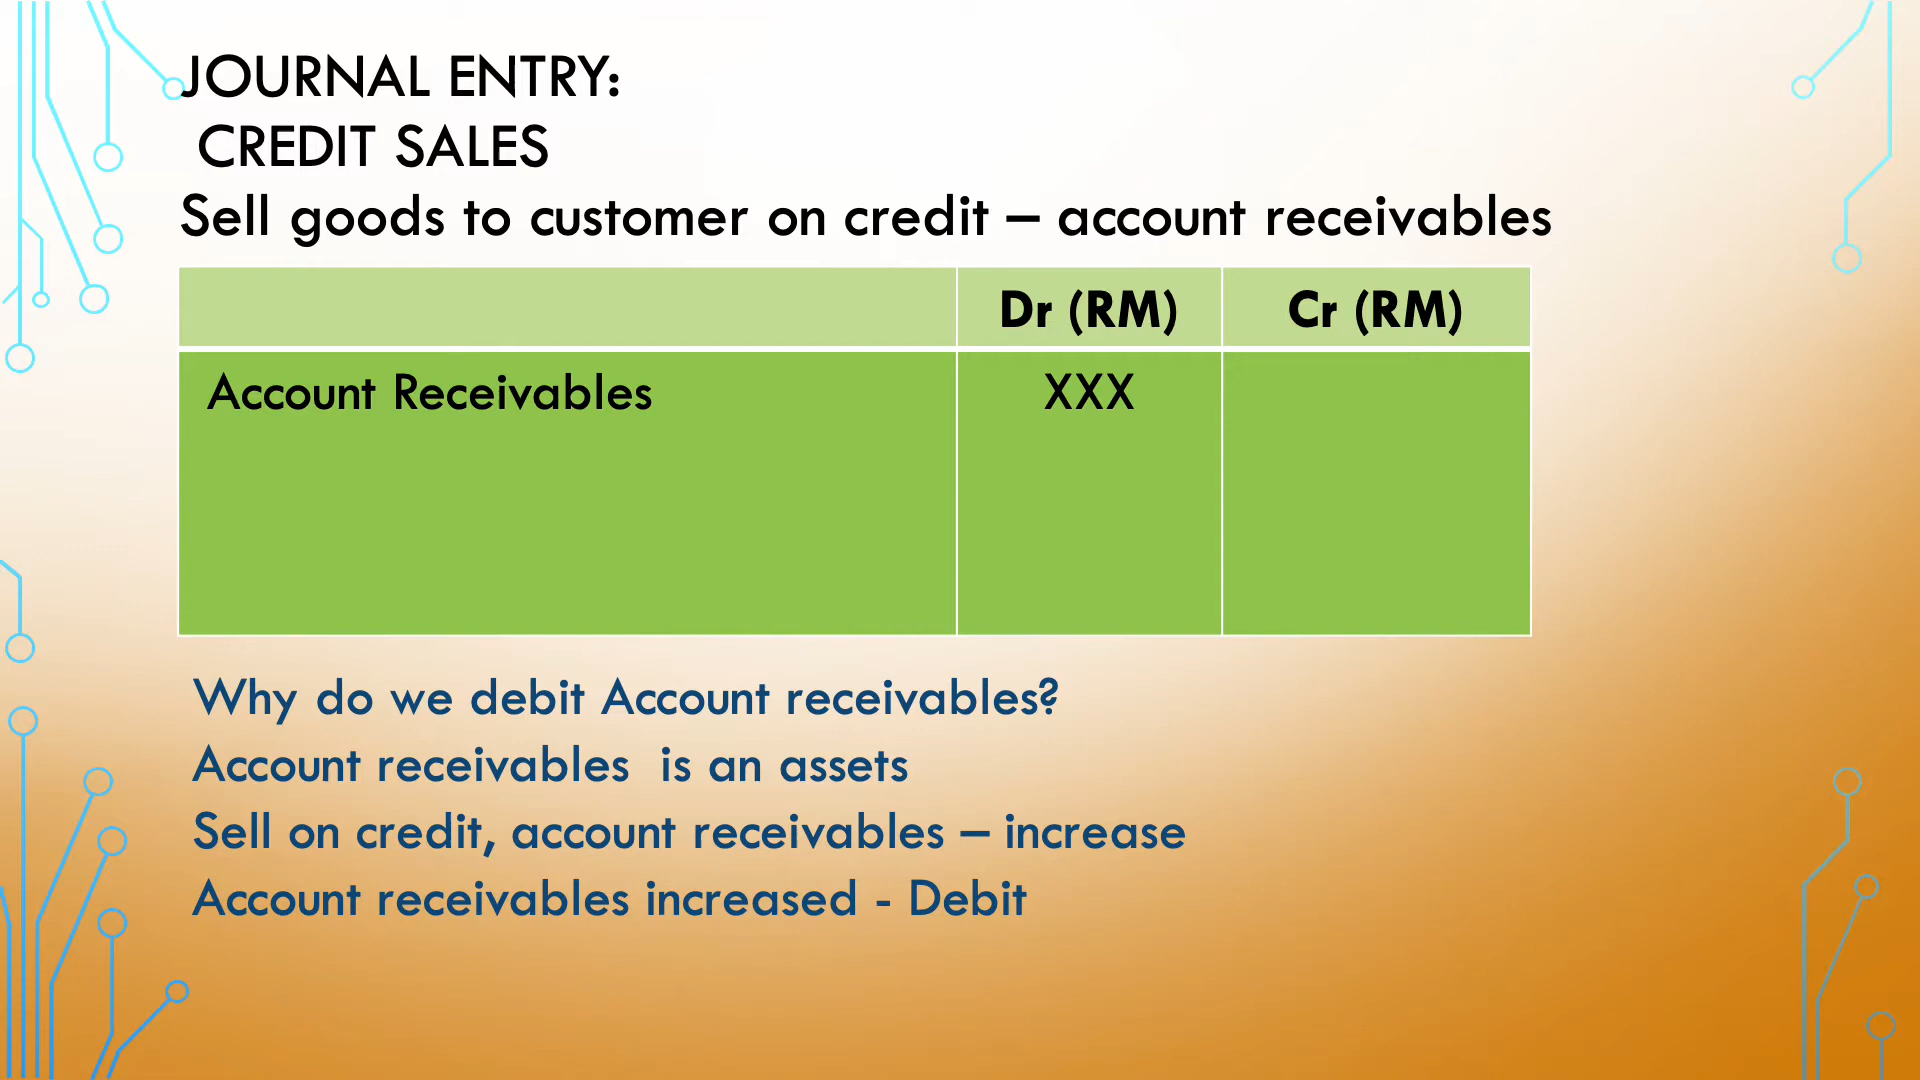 JOURNAL ENTRY:
CREDIT SALES
Sell goods to customer on credit – account receivables
Dr (RM) Cr (RM)
Account Receivables XXX
Why do we debit Account receivables?
Account receivables is an assets
Sell on credit, account receivables – increase
Account receivables increased - Debit